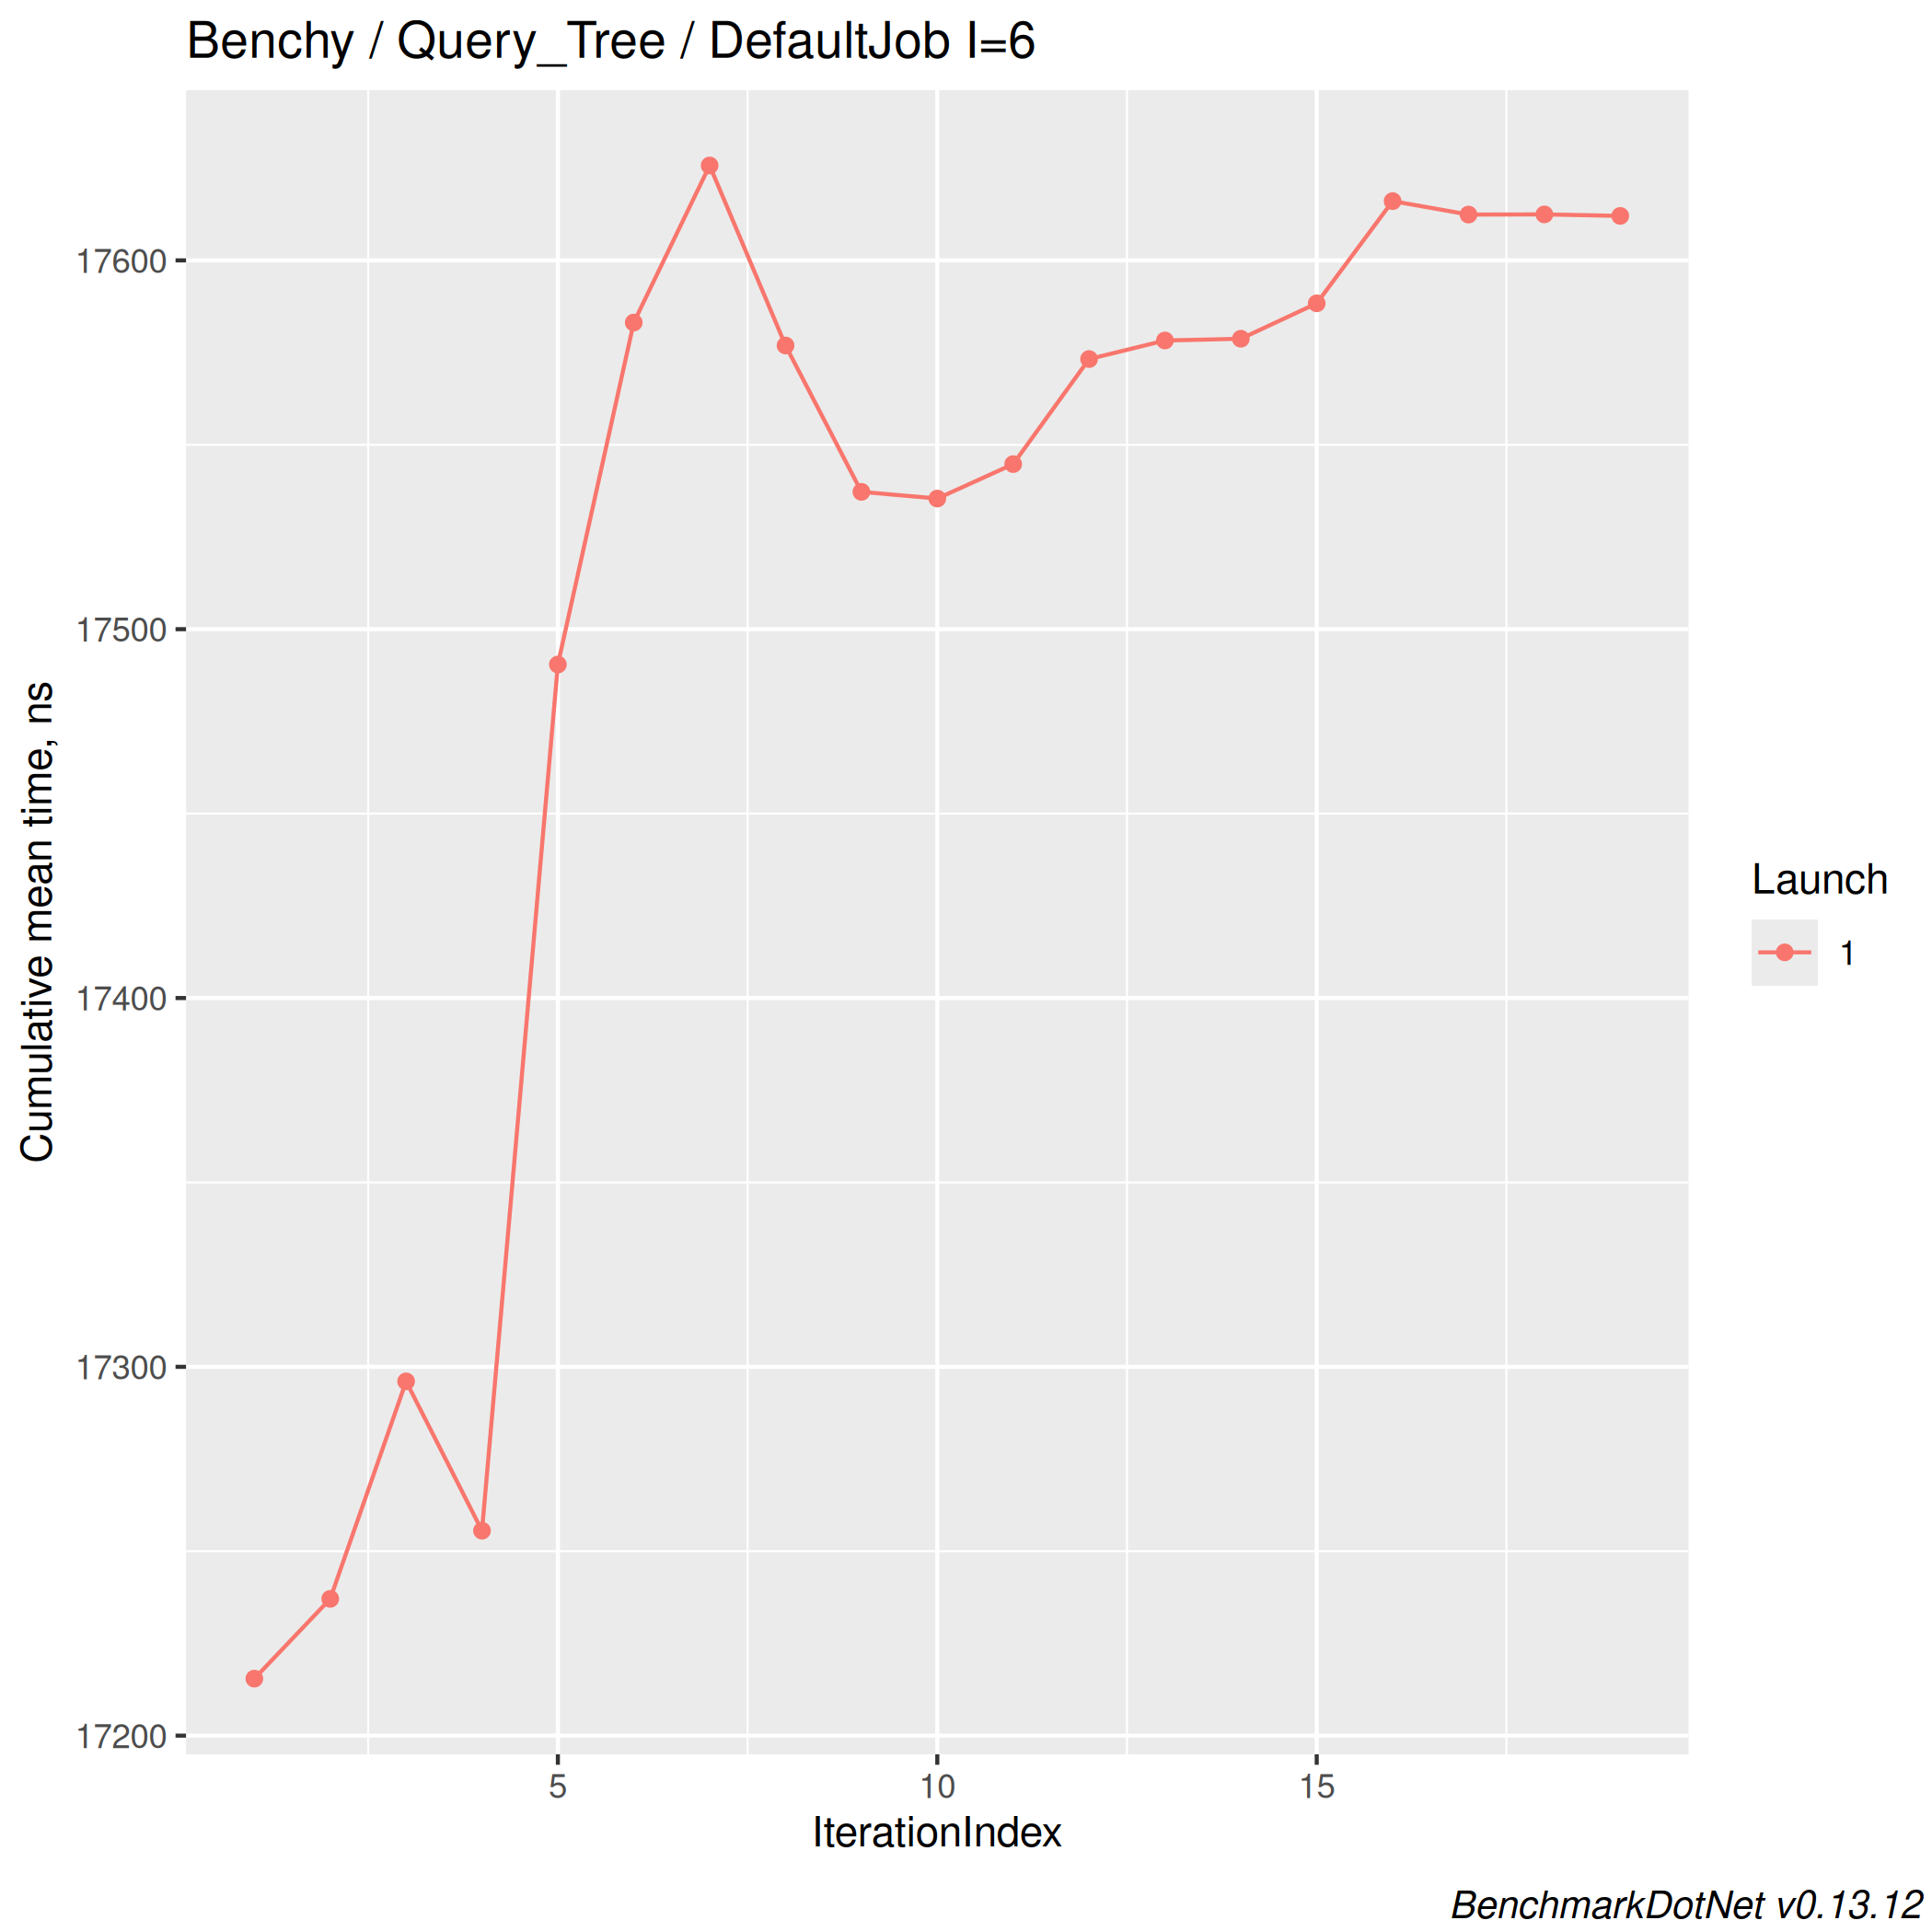 Benchy / Query_Tree / DefaultJob I=6
Cumulative mean time, ns
17600
17500
17400
17300
17200
5
10
15
IterationIndex
Launch
1
BenchmarkDotNet v0.13.12